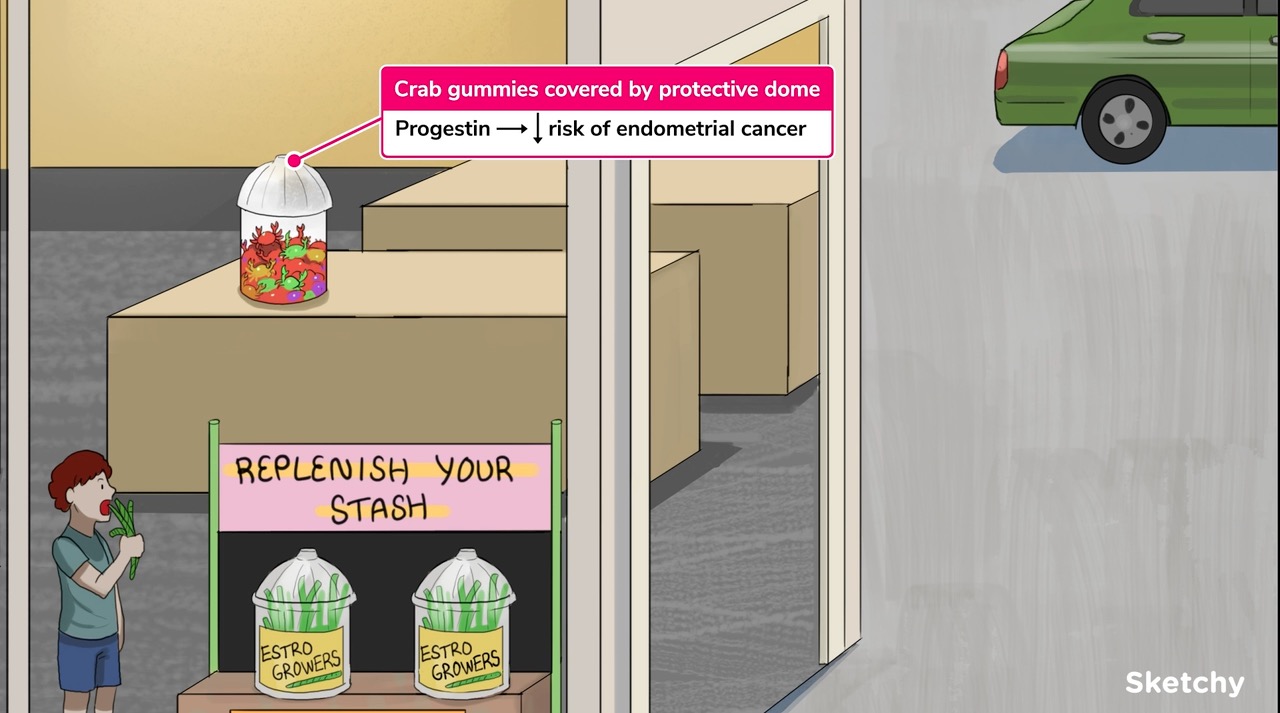 Crab gummies covered by protective dome
Progestin → ↓ risk of endometrial cancer
REPLENISH YOUR
STASH
ESTRO
GROWERS
ESTRO
GROWERS
Sketchy